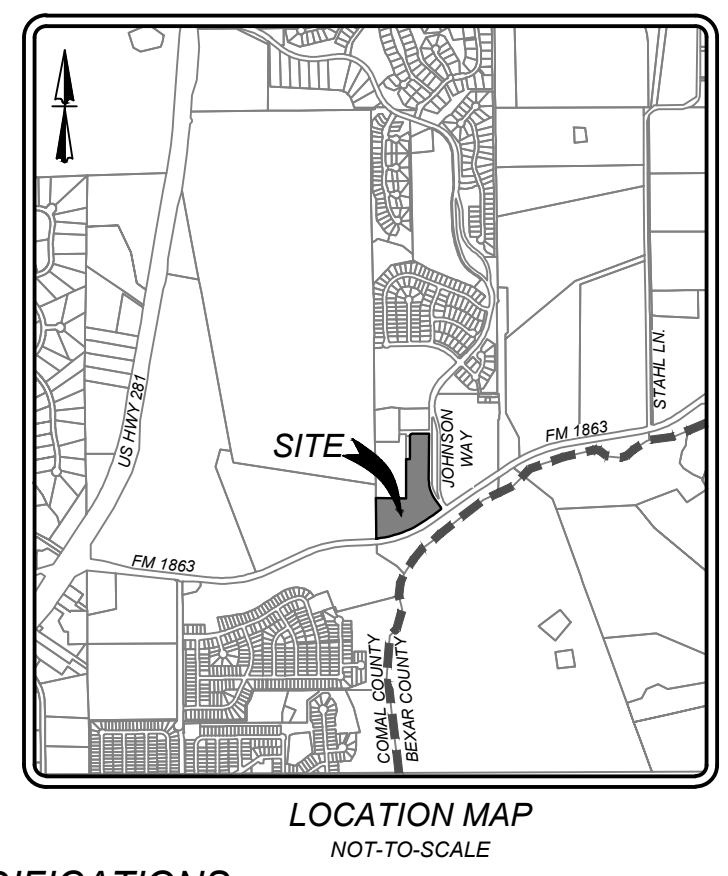 US HWY 281
STAHL LN.
FM 1863
JOHNSON
WAY
SITE
FM 1863
COMAL COUNTY
BEXAR COUNTY
LOCATION MAP
NOT-TO-SCALE